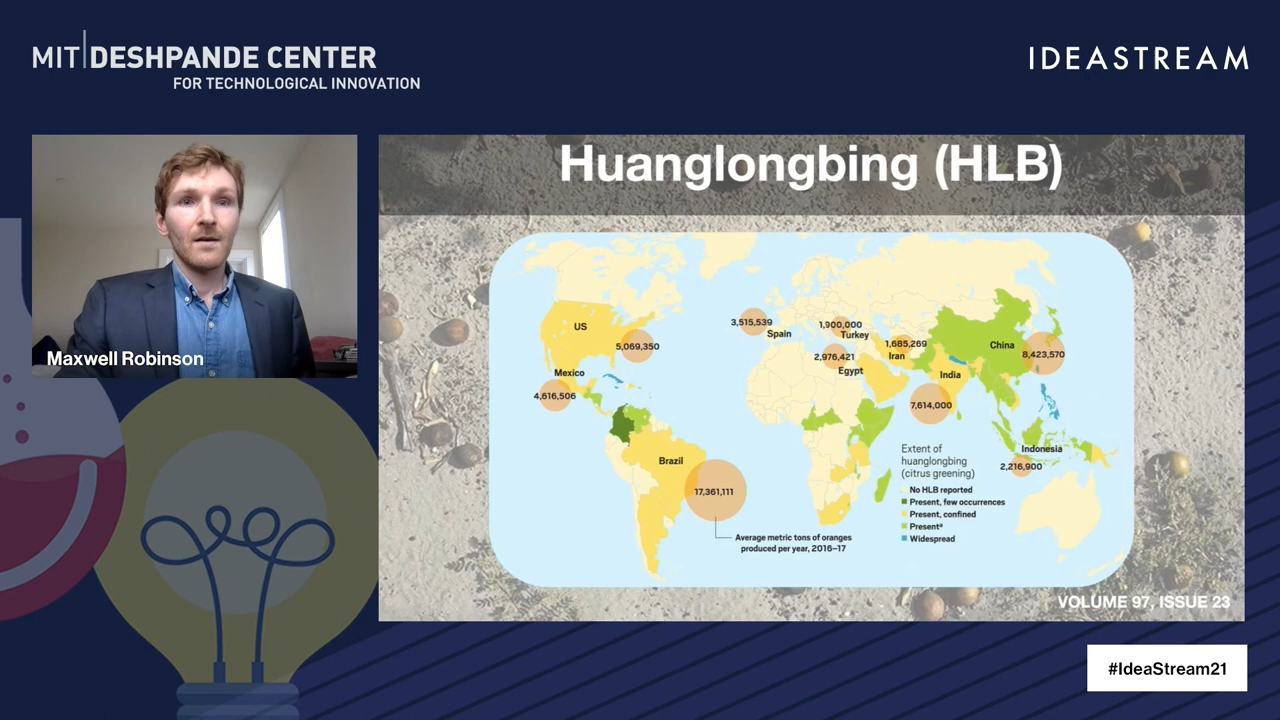 MIT DESHPANDE CENTER
FOR TECHNOLOGICAL INNOVATION
IDEASTREAM
Maxwell Robinson
Huanglongbing (HLB)
US
5,069,350
Mexico
4,616,506
Brazil
17,361,111
3,515,539
Spain
1,900,000
Turkey
2,976,421
Egypt
1,685,269
Iran
China
8,423,570
India
7,614,000
Indonesia
2,216,900
Extent of
huanglongbing
(citrus greening)
No HLB reported
Present, few occurrences
Present, confined
Presentª
Widespread
Average metric tons of oranges
produced per year, 2016–17
VOLUME 97, ISSUE 23
#IdeaStream21